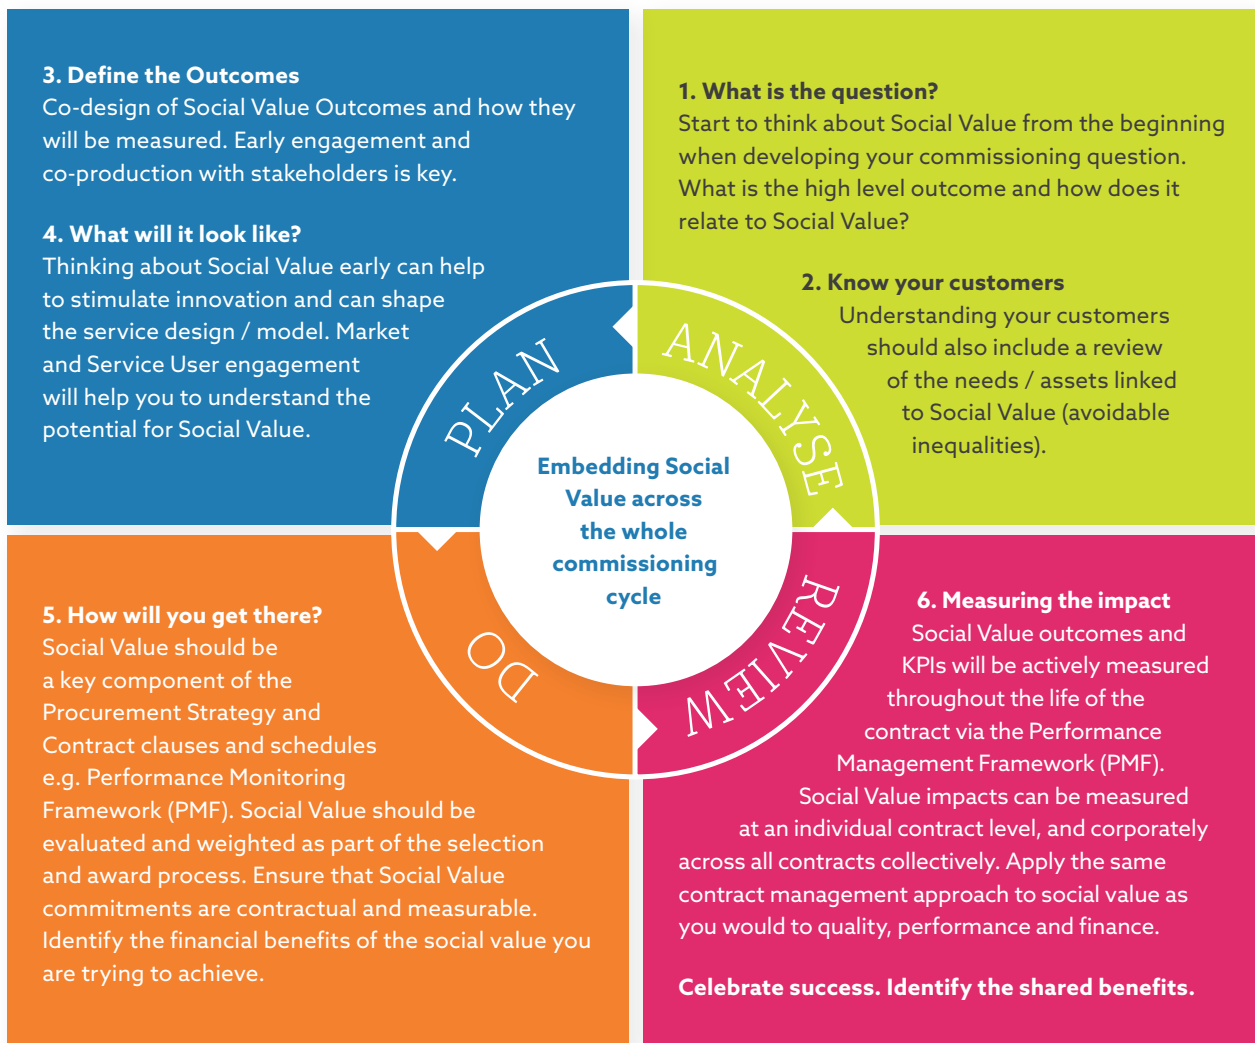 3. Define the Outcomes
Co-design of Social Value Outcomes and how they
will be measured. Early engagement and
co-production with stakeholders is key.
4. What will it look like?
Thinking about Social Value early can help
to stimulate innovation and can shape
the service design / model. Market
and Service User engagement
will help you to understand the
potential for Social Value.
1. What is the question?
Start to think about Social Value from the beginning
when developing your commissioning question.
What is the high level outcome and how does it
relate to Social Value?
2. Know your customers
Understanding your customers
should also include a review
of the needs / assets linked
to Social Value (avoidable
inequalities).
PLAN
ANALYSE
Embedding Social
Value across
the whole
commissioning
cycle
DO
REVIEW
5. How will you get there?
Social Value should be
a key component of the
Procurement Strategy and
Contract clauses and schedules
e.g. Performance Monitoring
Framework (PMF). Social Value should be
evaluated and weighted as part of the selection
and award process. Ensure that Social Value
commitments are contractual and measurable.
Identify the financial benefits of the social value you
are trying to achieve.
6. Measuring the impact
Social Value outcomes and
KPIs will be actively measured
throughout the life of the
contract via the Performance
Management Framework (PMF).
Social Value impacts can be measured
at an individual contract level, and corporately
across all contracts collectively. Apply the same
contract management approach to social value as
you would to quality, performance and finance.
Celebrate success. Identify the shared benefits.